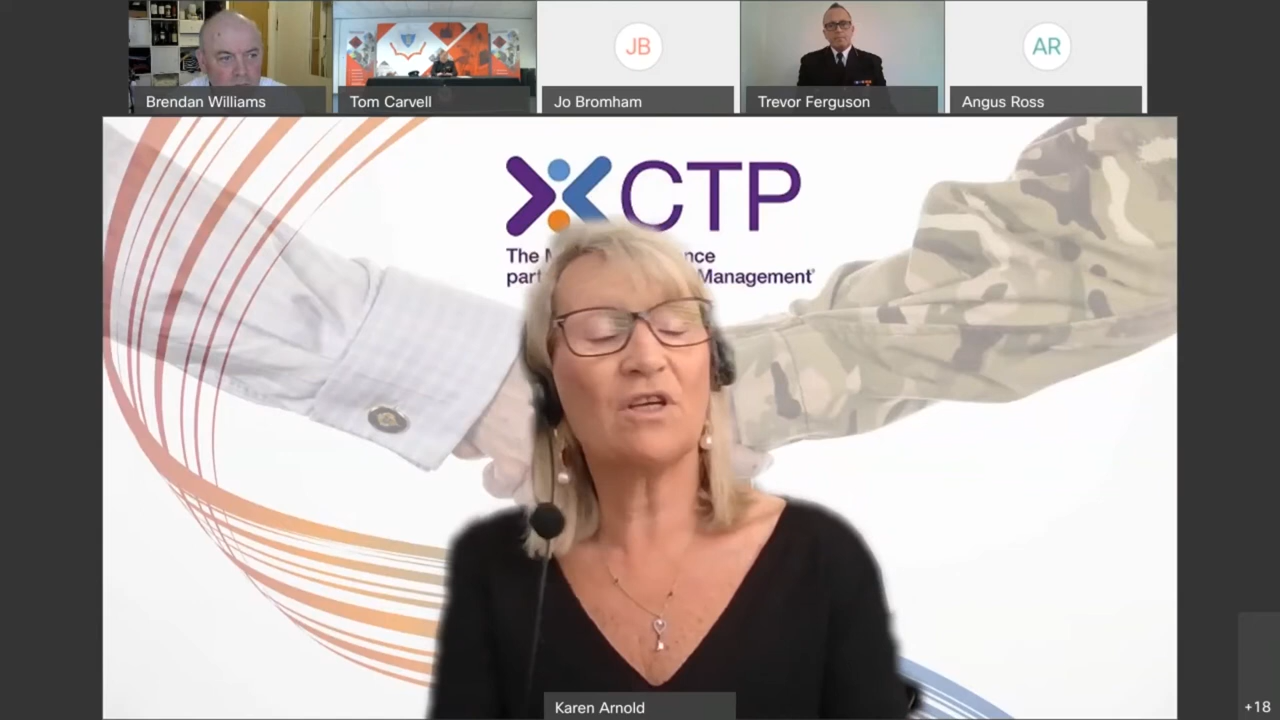 JB
AR
Brendan Williams
Tom Carvell
Jo Bromham
Trevor Ferguson
Angus Ross
CTP
The
part Management
Karen Arnold
+18